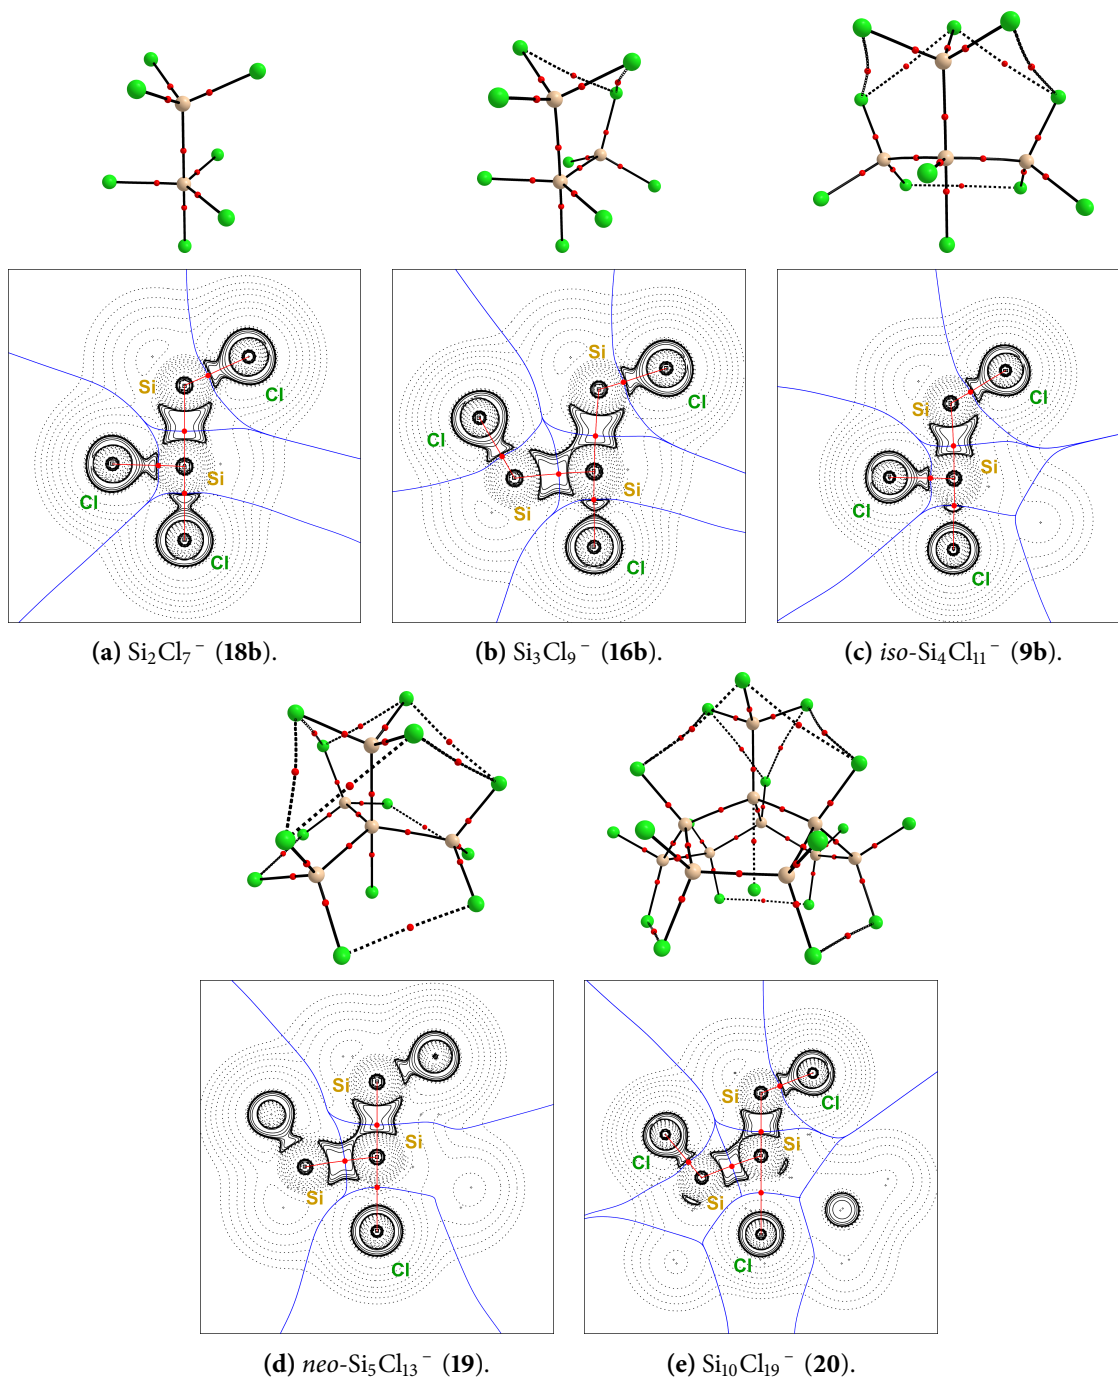 Si
Cl
Cl
Si
Cl
Si
Cl
Cl
Si
Si
Cl
Si
Cl
Si
Cl
Cl
(a) Si₂Cl₇⁻ (18b).
(b) Si₃Cl₉⁻ (16b).
(c) iso-Si₄Cl₁₁⁻ (9b).
Si
Si
Si
Cl
Si
Cl
Cl
Si
Si
Cl
(d) neo-Si₅Cl₁₃⁻ (19).
(e) Si₁₀Cl₁₉⁻ (20).